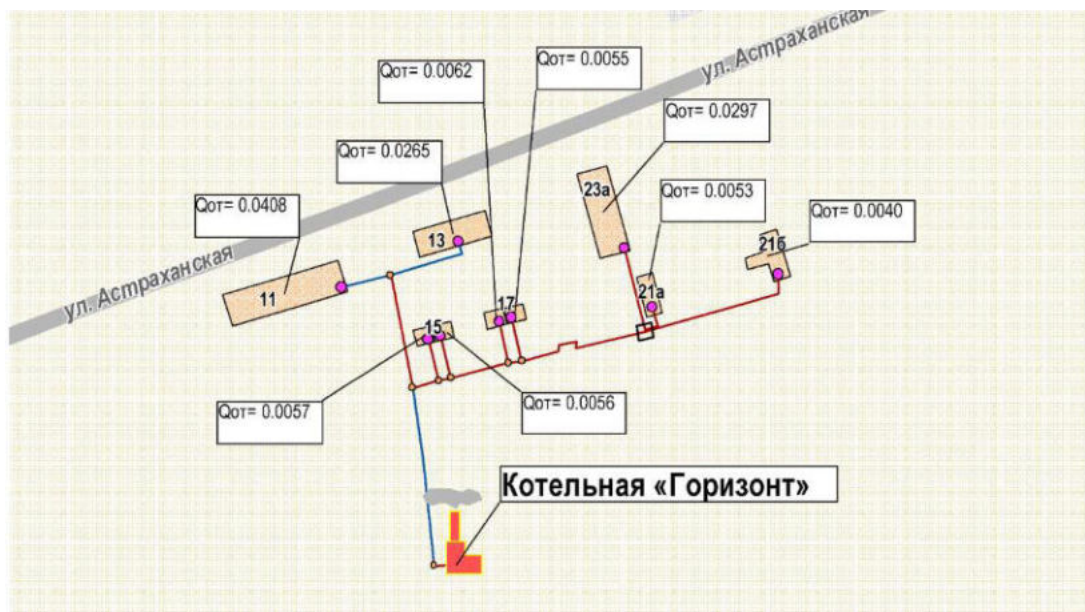 ул. Астраханская
Qот= 0.0055
Qот= 0.0062
Qот= 0.0297
Qот= 0.0265
Qот= 0.0053
Qот= 0.0408
Qот= 0.0040
23а
13
21б
ул. Астраханская
11
21а
17
15
Qот= 0.0057
Qот= 0.0056
Котельная «Горизонт»